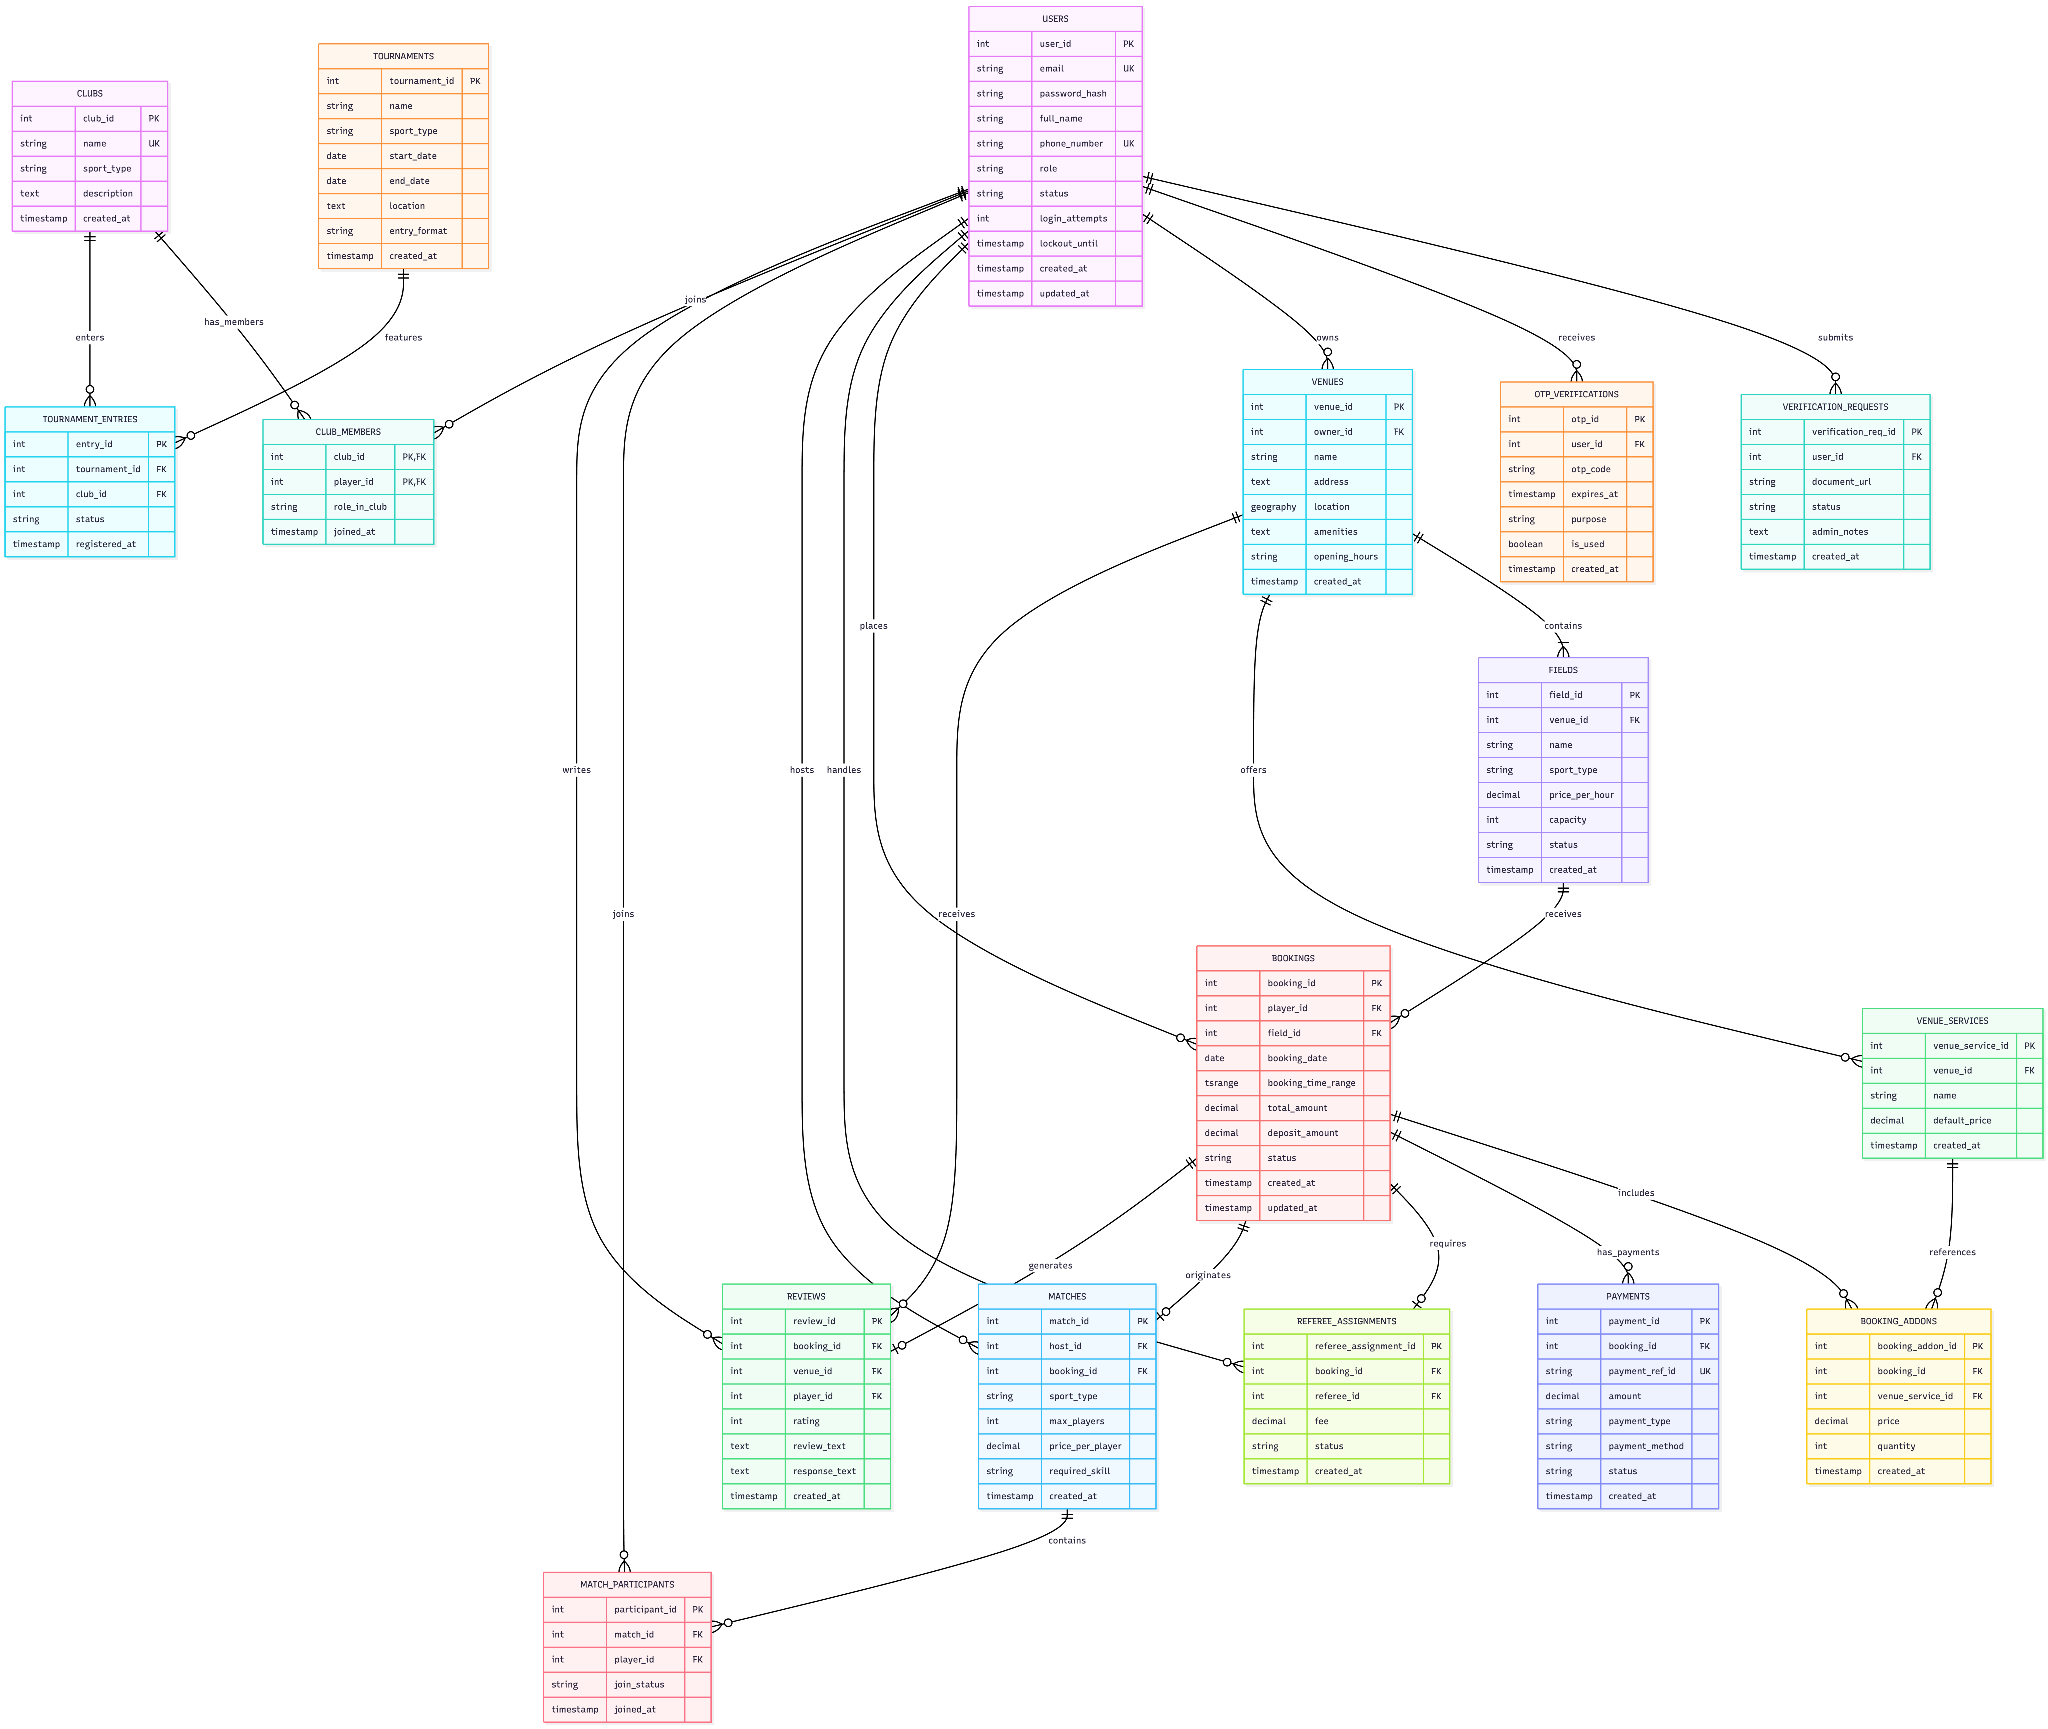 USERS
int user_id PK
string email UK
string password_hash
string full_name
string phone_number UK
string role
string status
int login_attempts
timestamp lockout_until
timestamp created_at
timestamp updated_at
TOURNAMENTS
int tournament_id PK
string name
string sport_type
date start_date
date end_date
text location
string entry_format
timestamp created_at
CLUBS
int club_id PK
string name UK
string sport_type
text description
timestamp created_at
joins
has_members
enters
features
owns
receives
submits
TOURNAMENT_ENTRIES
int entry_id PK
int tournament_id FK
int club_id FK
string status
timestamp registered_at
CLUB_MEMBERS
int club_id PK,FK
int player_id PK,FK
string role_in_club
timestamp joined_at
VENUES
int venue_id PK
int owner_id FK
string name
text address
geography location
text amenities
string opening_hours
timestamp created_at
OTP_VERIFICATIONS
int otp_id PK
int user_id FK
string otp_code
timestamp expires_at
string purpose
boolean is_used
timestamp created_at
VERIFICATION_REQUESTS
int verification_req_id PK
int user_id FK
string document_url
string status
text admin_notes
timestamp created_at
places
contains
FIELDS
int field_id PK
int venue_id FK
string name
string sport_type
decimal price_per_hour
int capacity
string status
timestamp created_at
writes
hosts
handles
offers
joins
receives
receives
BOOKINGS
int booking_id PK
int player_id FK
int field_id FK
date booking_date
tsrange booking_time_range
decimal total_amount
decimal deposit_amount
string status
timestamp created_at
timestamp updated_at
VENUE_SERVICES
int venue_service_id PK
int venue_id FK
string name
decimal default_price
timestamp created_at
includes
requires
has_payments
references
generates
originates
REVIEWS
int review_id PK
int booking_id FK
int venue_id FK
int player_id FK
int rating
text review_text
text response_text
timestamp created_at
MATCHES
int match_id PK
int host_id FK
int booking_id FK
string sport_type
int max_players
decimal price_per_player
string required_skill
timestamp created_at
REFEREE_ASSIGNMENTS
int referee_assignment_id PK
int booking_id FK
int referee_id FK
decimal fee
string status
timestamp created_at
PAYMENTS
int payment_id PK
int booking_id FK
string payment_ref_id UK
decimal amount
string payment_type
string payment_method
string status
timestamp created_at
BOOKING_ADDONS
int booking_addon_id PK
int booking_id FK
int venue_service_id FK
decimal price
int quantity
timestamp created_at
contains
MATCH_PARTICIPANTS
int participant_id PK
int match_id FK
int player_id FK
string join_status
timestamp joined_at